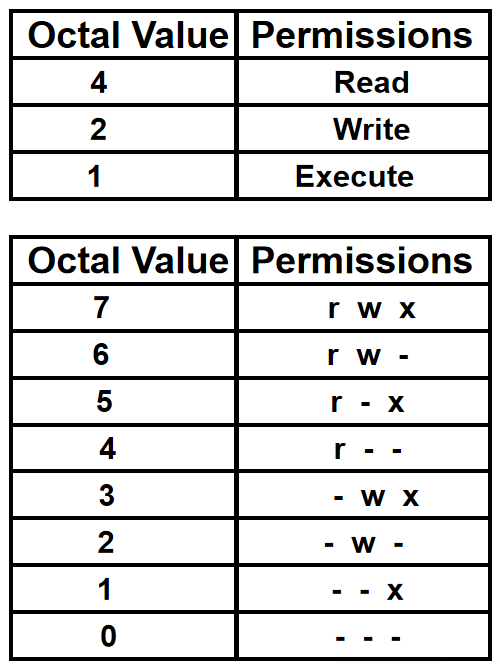 Octal Value Permissions
4 Read
2 Write
1 Execute
Octal Value Permissions
7 r w x
6 r w -
5 r - x
4 r - -
3 - w x
2 - w -
1 - - x
0 - - -